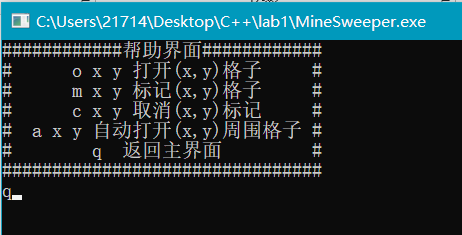 C:\Users\21714\Desktop\C++\lab1\MineSweeper.exe
############帮助界面############
#      o x y 打开(x,y)格子     #
#      m x y 标记(x,y)格子     #
#      c x y 取消(x,y)标记     #
#  a x y 自动打开(x,y)周围格子 #
#        q  返回主界面         #
################################
q